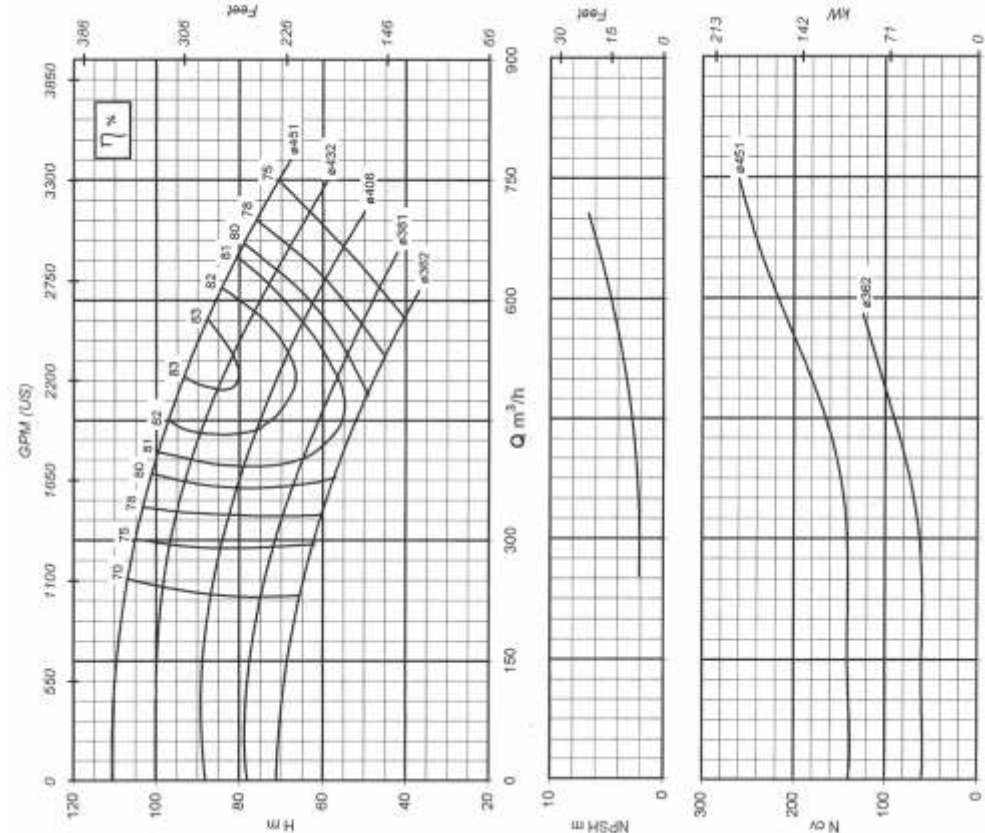 GPM (US)
0 550 1100 1650 2200 2750 3300 3850
120
100
80
60
40
20
H m
386
306
226
146
66
Feet
η %
70 75 78 80 81 82 83 83 82 81 80 78 75
ø451
ø432
ø406
ø381
ø362
0 150 300 600 750 900
Q m³/h
10
0
NPSH m
30
15
0
Feet
300
200
100
0
N cv
213
142
71
0
kW
ø451
ø362